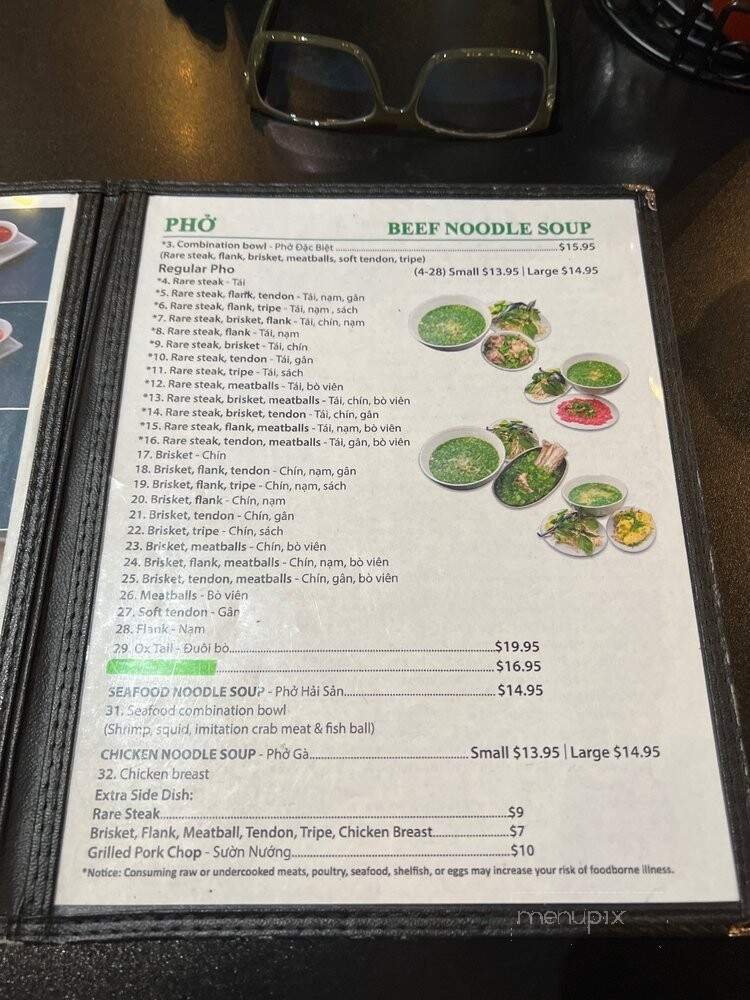 PHỞ BEEF NOODLE SOUP
*3. Combination bowl - Phở Đặc Biệt ........ $15.95
(Rare steak, flank, brisket, meatballs, soft tendon, tripe)
Regular Pho (4-28) Small $13.95 | Large $14.95
*4. Rare steak - Tái
*5. Rare steak, flank, tendon - Tái, nạm, gân
*6. Rare steak, flank, tripe - Tái, nạm , sách
*7. Rare steak, brisket, flank - Tái, chín, nạm
*8. Rare steak, flank - Tái, nạm
*9. Rare steak, brisket - Tái, chín
*10. Rare steak, tendon - Tái, gân
*11. Rare steak, tripe - Tái, sách
*12. Rare steak, meatballs - Tái, bò viên
*13. Rare steak, brisket, meatballs - Tái, chín, bò viên
*14. Rare steak, brisket, tendon - Tái, chín, gân
*15. Rare steak, flank, meatballs - Tái, nạm, bò viên
*16. Rare steak, tendon, meatballs - Tái, gân, bò viên
17. Brisket - Chín
18. Brisket, flank, tendon - Chín, nạm, gân
19. Brisket, flank, tripe - Chín, nạm, sách
20. Brisket, flank - Chín, nạm
21. Brisket, tendon - Chín, gân
22. Brisket, tripe - Chín, sách
23. Brisket, meatballs - Chín, bò viên
24. Brisket, flank, meatballs - Chín, nạm, bò viên
25. Brisket, tendon, meatballs - Chín, gân, bò viên
26. Meatballs - Bò viên
27. Soft tendon - Gân
28. Flank - Nạm
29. Ox Tail - Đuôi bò........ $19.95
........ $16.95
SEAFOOD NOODLE SOUP - Phở Hải Sản........ $14.95
31. Seafood combination bowl
(Shrimp, squid, imitation crab meat & fish ball)
CHICKEN NOODLE SOUP - Phở Gà........ Small $13.95 | Large $14.95
32. Chicken breast
Extra Side Dish:
Rare Steak........ $9
Brisket, Flank, Meatball, Tendon, Tripe, Chicken Breast........ $7
Grilled Pork Chop - Sườn Nướng........ $10
*Notice: Consuming raw or undercooked meats, poultry, seafood, shelfish, or eggs may increase your risk of foodborne illness.
menupix